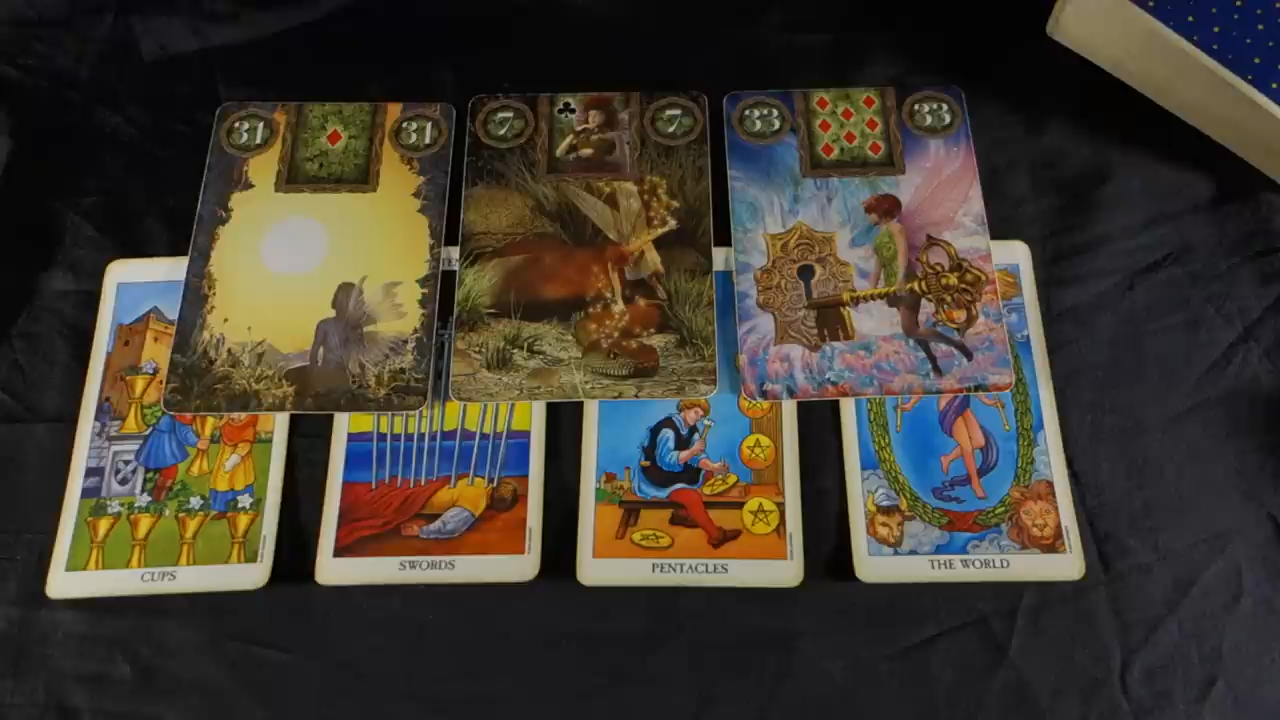 31 31
7 7
33 33
CUPS
SWORDS
PENTACLES
THE WORLD